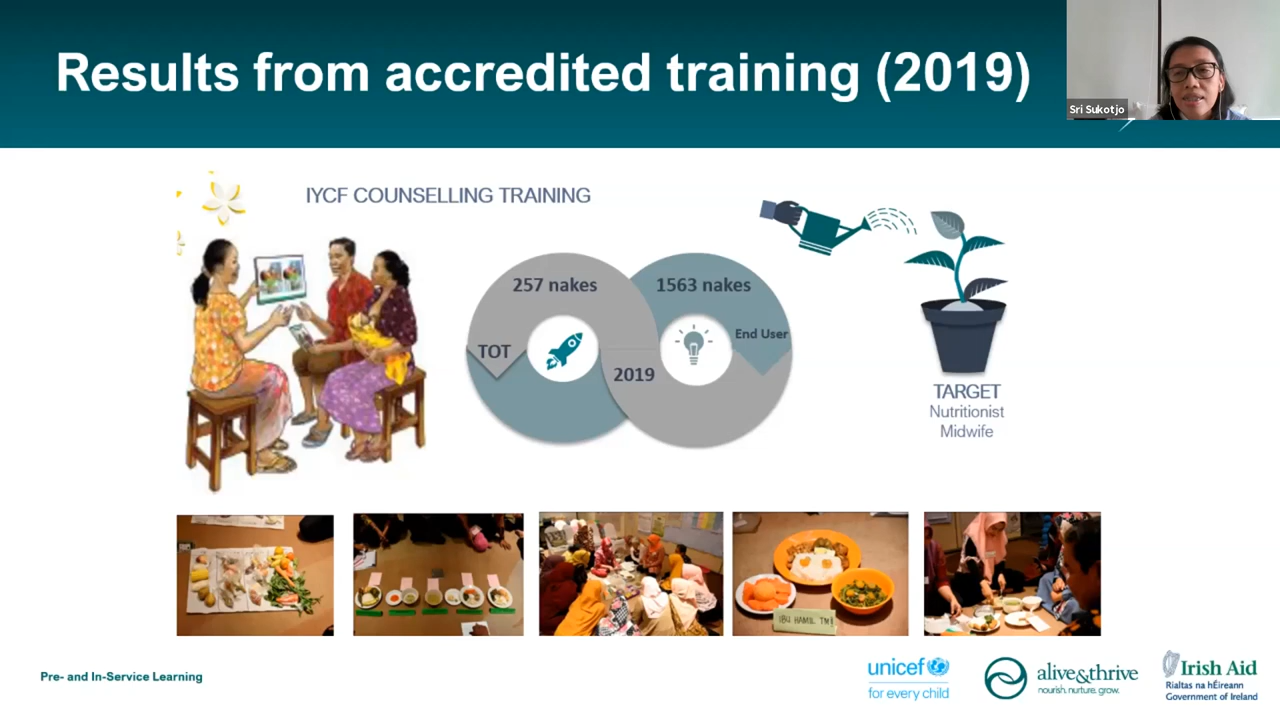 Results from accredited training (2019)
Sri Sukotjo
IYCF COUNSELLING TRAINING
257 nakes
1563 nakes
End User
TOT
2019
TARGET
Nutritionist
Midwife
IBU HAMIL TM
Pre- and In-Service Learning
unicef
for every child
alive&thrive
nourish. nurture. grow.
Irish Aid
Rialtas na hÉireann
Government of Ireland